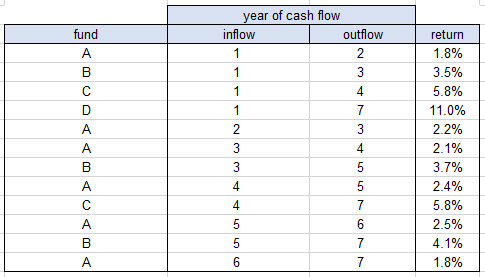 year of cash flow
fund inflow outflow return
A 1 2 1.8%
B 1 3 3.5%
C 1 4 5.8%
D 1 7 11.0%
A 2 3 2.2%
A 3 4 2.1%
B 3 5 3.7%
A 4 5 2.4%
C 4 7 5.8%
A 5 6 2.5%
B 5 7 4.1%
A 6 7 1.8%